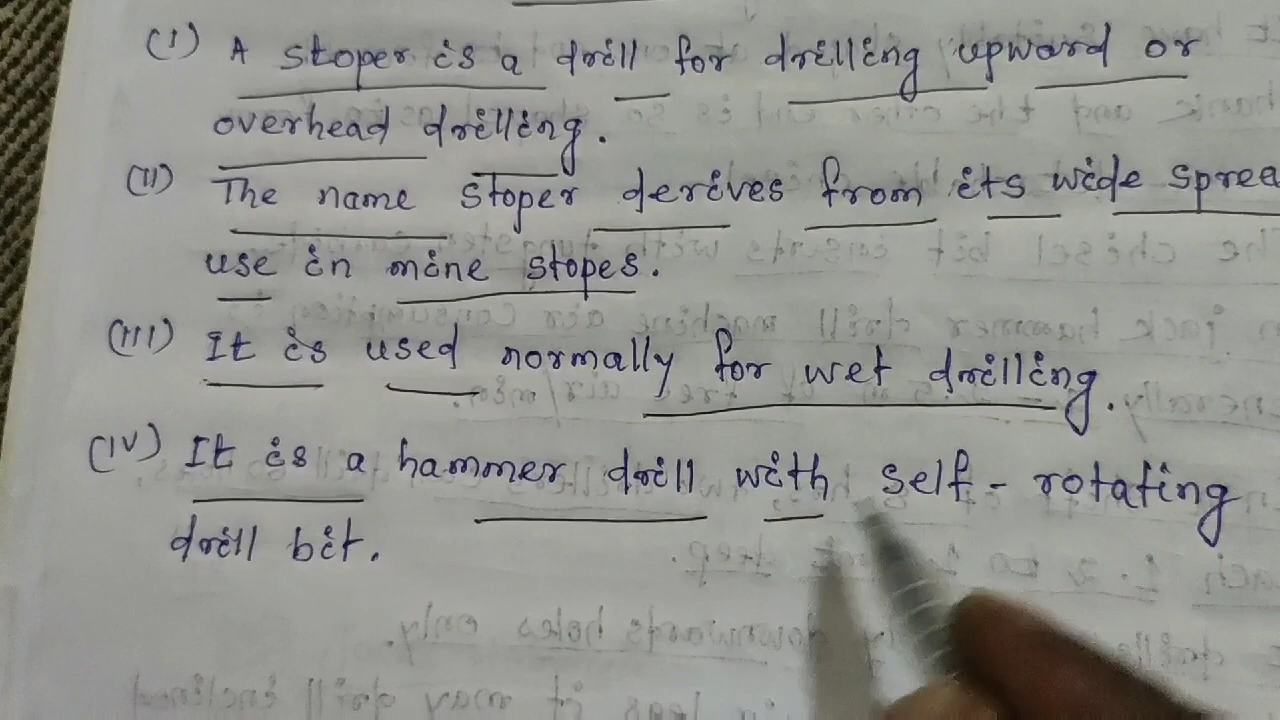 (I) A stoper is a drill for drilling upward or
overhead drilling.
(II) The name stoper derives from its wide sprea
use in mine stopes.
(III) It is used normally for wet drilling.
(IV) It is a hammer drill with self-rotating
drill bit.